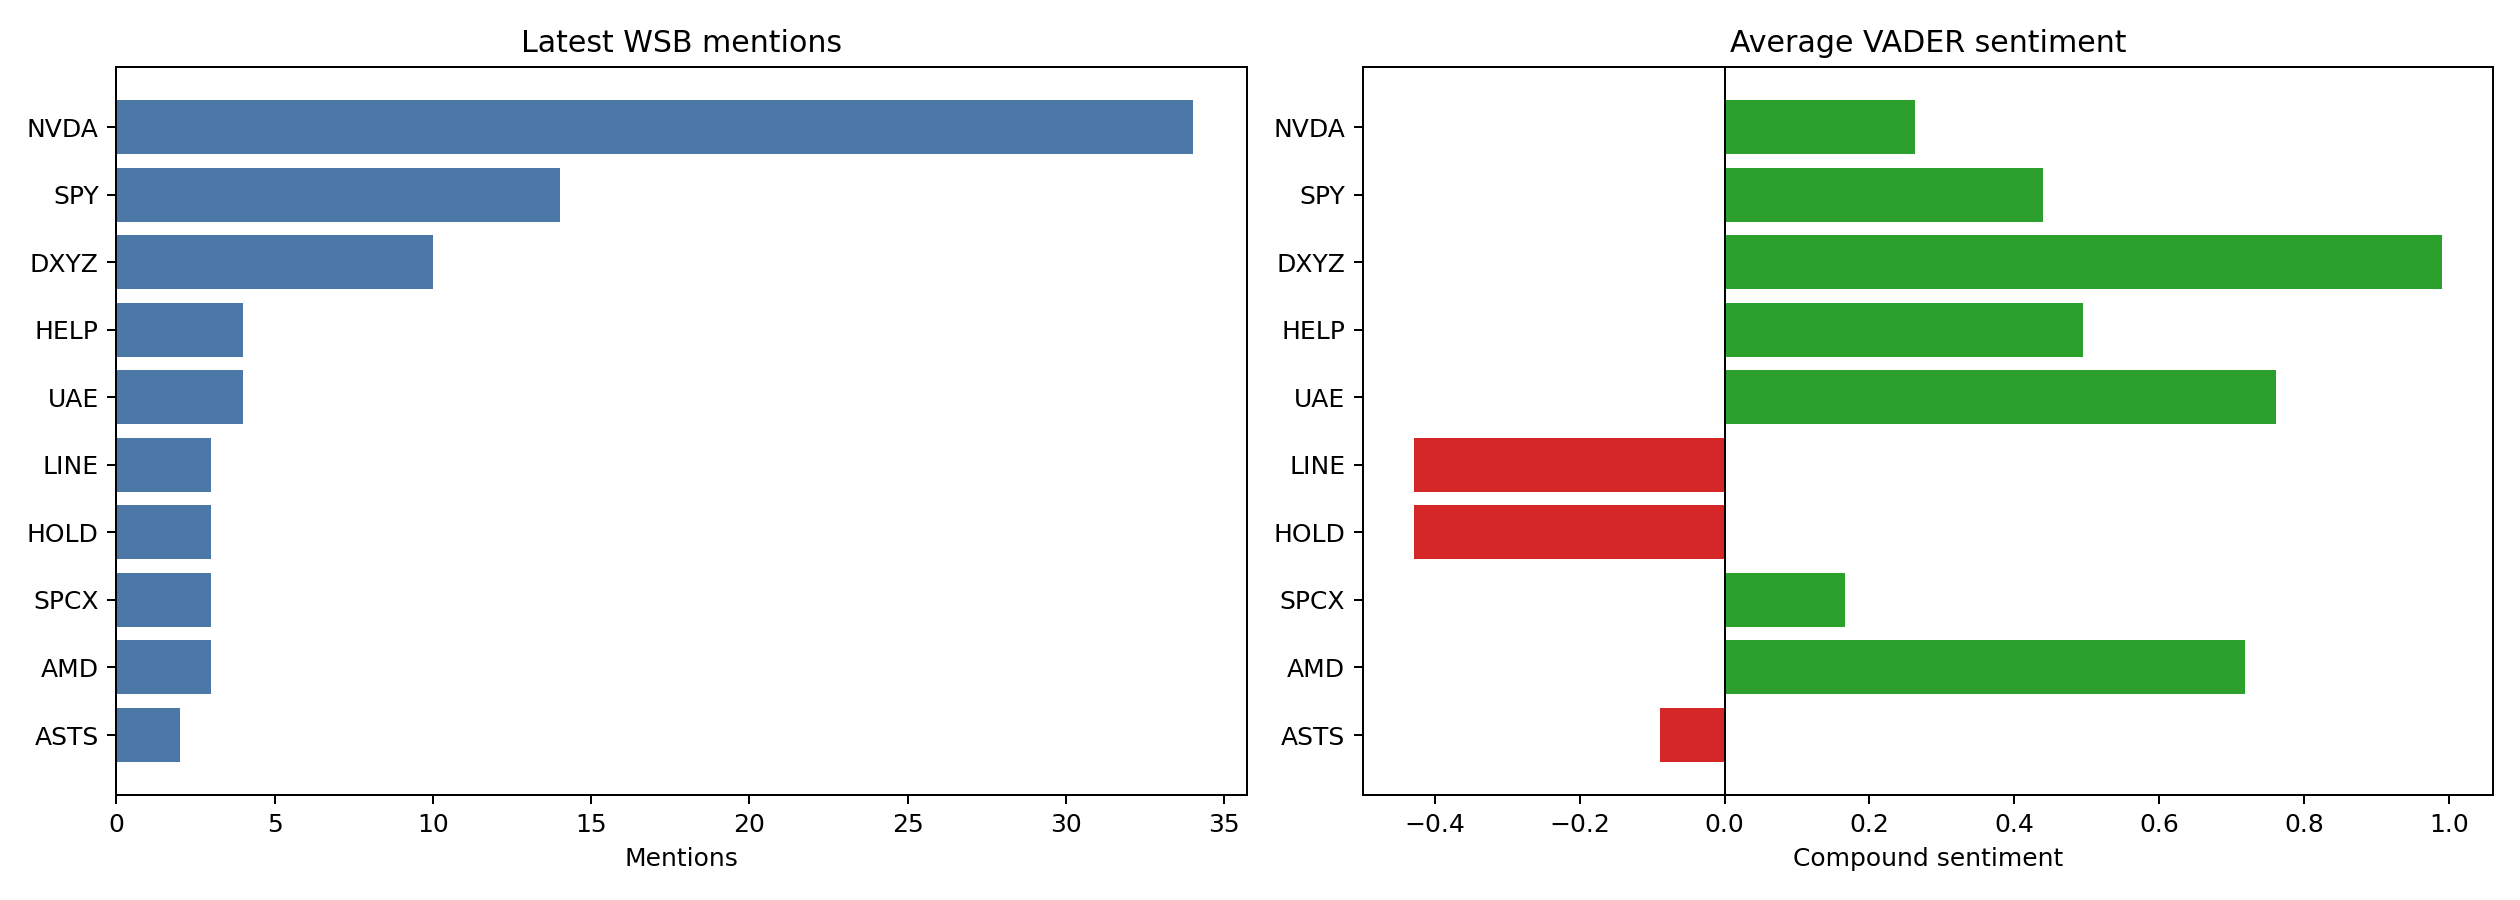 Latest WSB mentions
NVDA
SPY
DXYZ
HELP
UAE
LINE
HOLD
SPCX
AMD
ASTS
0 5 10 15 20 25 30 35
Mentions
Average VADER sentiment
NVDA
SPY
DXYZ
HELP
UAE
LINE
HOLD
SPCX
AMD
ASTS
−0.4 −0.2 0.0 0.2 0.4 0.6 0.8 1.0
Compound sentiment